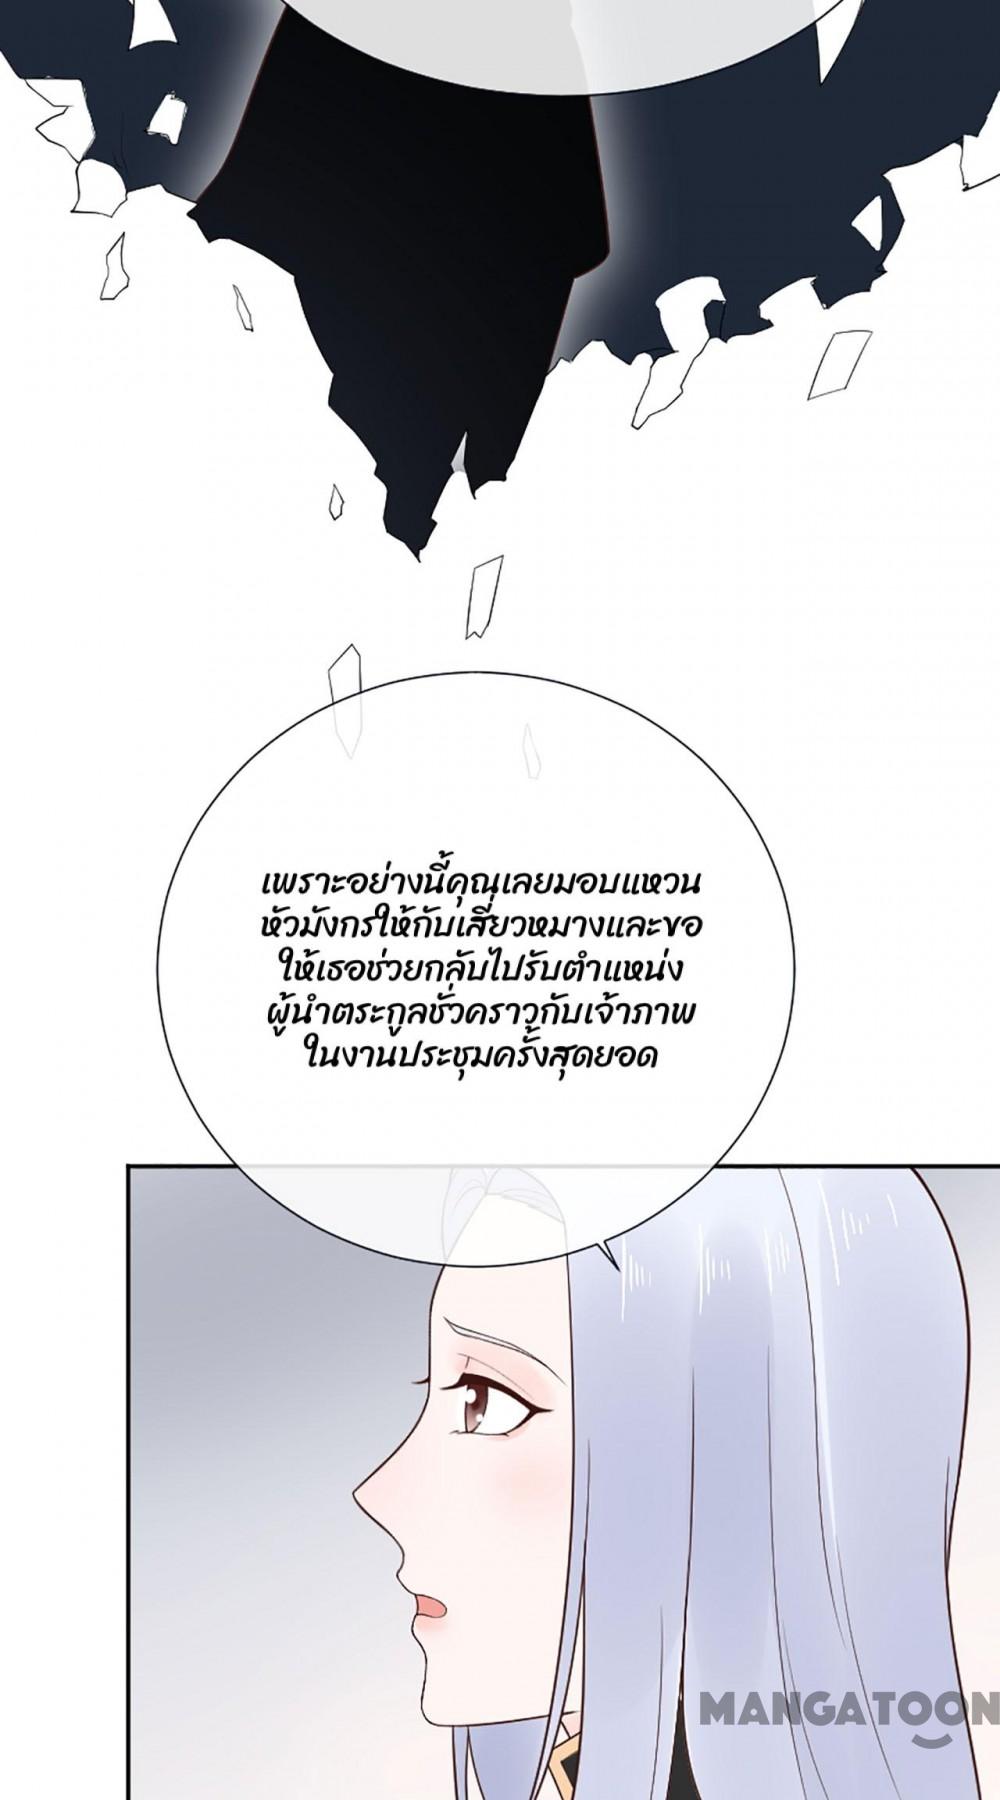 เพราะอย่างนี้คุณเลยมอบแหวน
หัวมังกรให้กับเสี่ยวหมางและขอ
ให้เธอช่วยกลับไปรับตำแหน่ง
ผู้นำตระกูลชั่วคราวกับเจ้าภาพ
ในงานประชุมครั้งสุดยอด
MANGATOON